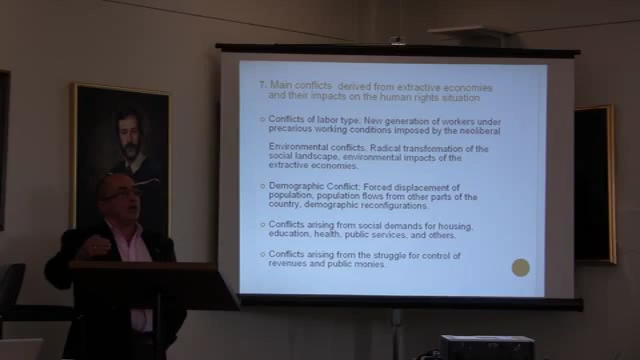 7. Main conflicts derived from extractive economies
and their impacts on the human rights situation
Conflicts of labor type: New generation of workers under
precarious working conditions imposed by the neoliberal
Environmental conflicts. Radical transformation of the
social landscape, environmental impacts of the
extractive economies.
Demographic Conflict: Forced displacement of
population, population flows from other parts of the
country, demographic reconfigurations.
Conflicts arising from social demands for housing,
education, health, public services, and others.
Conflicts arising from the struggle for control of
revenues and public monies.